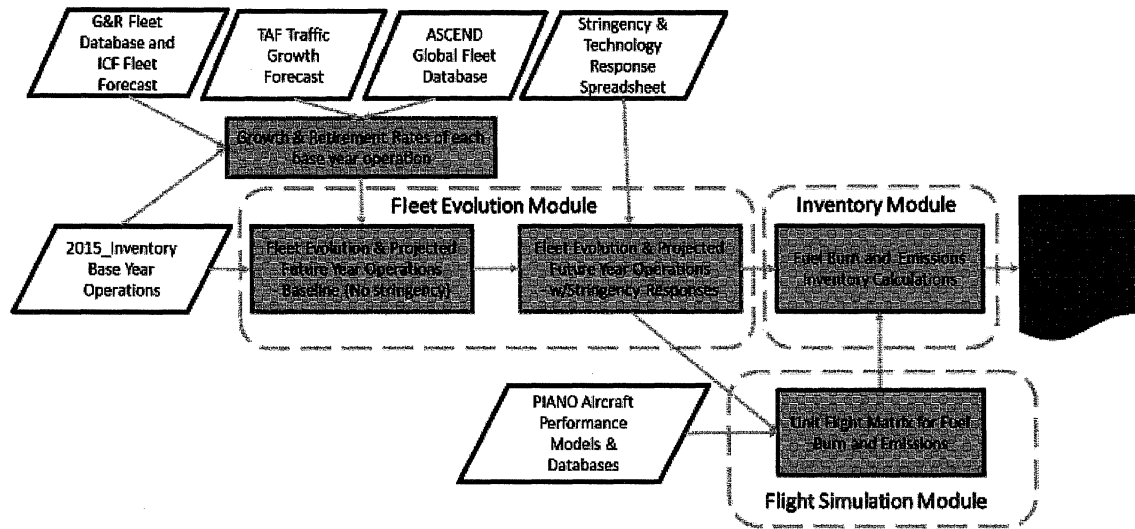 G&R Fleet
Database and
ICF Fleet
Forecast
TAF Traffic
Growth
Forecast
ASCEND
Global Fleet
Database
Stringency &
Technology
Response
Spreadsheet
Growth & Retirement Rates of each
base year operation
Fleet Evolution Module
Inventory Module
2015_Inventory
Base Year
Operations
Fleet Evolution & Projected
Future Year Operations
- Baseline (No stringency)
Fleet Evolution & Projected
Future Year Operations
- w/Stringency Responses
Fuel Burn and Emissions
Inventory Calculations
PIANO Aircraft
Performance
Models &
Databases
Unit Flight Matrix for Fuel
Burn and Emissions
Flight Simulation Module